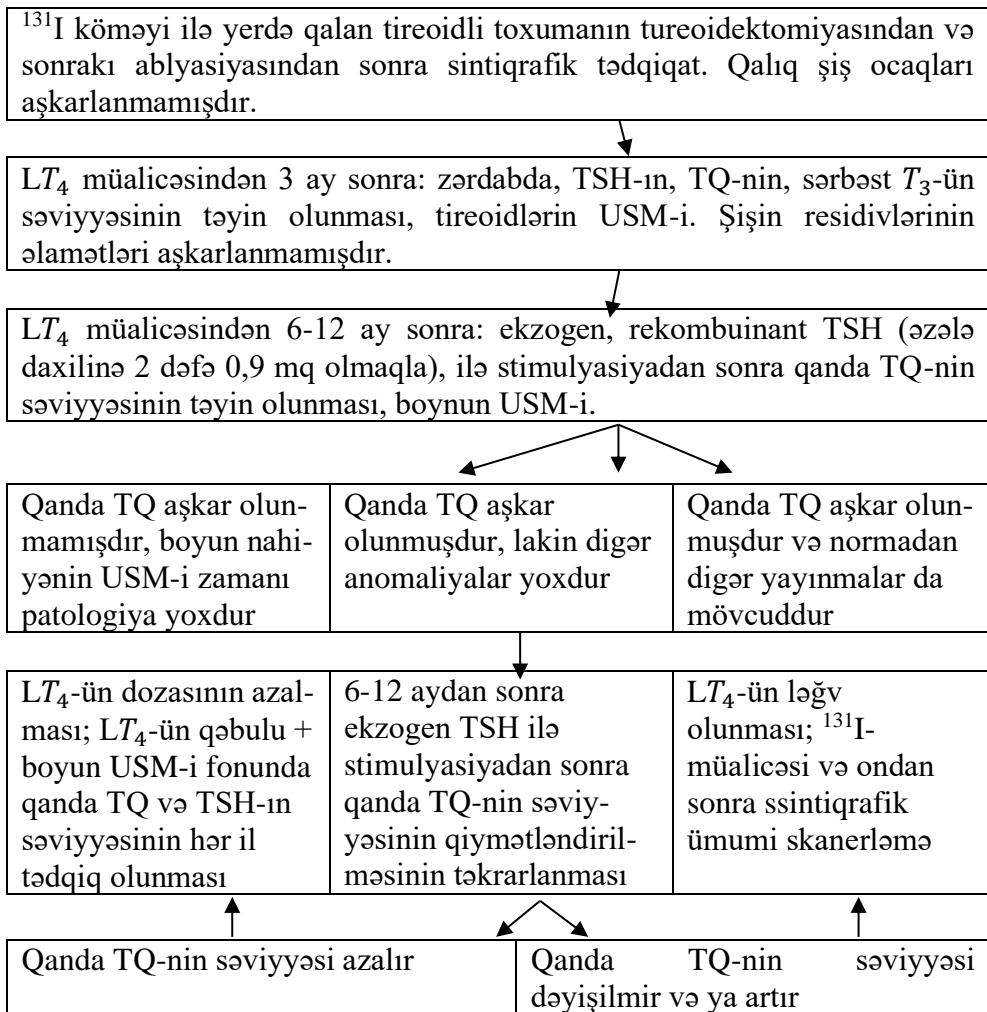 ¹³¹I köməyi ilə yerdə qalan tireoidli toxumanın tureoidektomiyasından və
sonrakı ablyasiyasından sonra sintiqrafik tədqiqat. Qalıq şiş ocaqları
aşkarlanmamışdır.
LT₄ müalicəsindən 3 ay sonra: zərdabda, TSH-ın, TQ-nin, sərbəst T₃-ün
səviyyəsinin təyin olunması, tireoidlərin USM-i. Şişin residivlərinin
əlamətləri aşkarlanmamışdır.
LT₄ müalicəsindən 6-12 ay sonra: ekzogen, rekombuinant TSH (əzələ
daxilinə 2 dəfə 0,9 mq olmaqla), ilə stimulyasiyadan sonra qanda TQ-nin
səviyyəsinin təyin olunması, boynun USM-i.
Qanda TQ aşkar olun-
mamışdır, boyun nahi-
yənin USM-i zamanı
patologiya yoxdur
Qanda TQ aşkar
olunmuşdur, lakin digər
anomaliyalar yoxdur
Qanda TQ aşkar olun-
muşdur və normadan
digər yayınmalar da
mövcuddur
LT₄-ün dozasının azal-
ması; LT₄-ün qəbulu +
boyun USM-i fonunda
qanda TQ və TSH-ın
səviyyəsinin hər il
tədqiq olunması
6-12 aydan sonra
ekzogen TSH ilə
stimulyasiyadan sonra
qanda TQ-nin səviy-
yəsinin qiymətləndiril-
məsinin təkrarlanması
LT₄-ün ləğv
olunması; ¹³¹I-
müalicəsi və ondan
sonra ssintiqrafik
ümumi skanerləmə
Qanda TQ-nin səviyyəsi azalır
Qanda TQ-nin səviyyəsi
dəyişilmir və ya artır